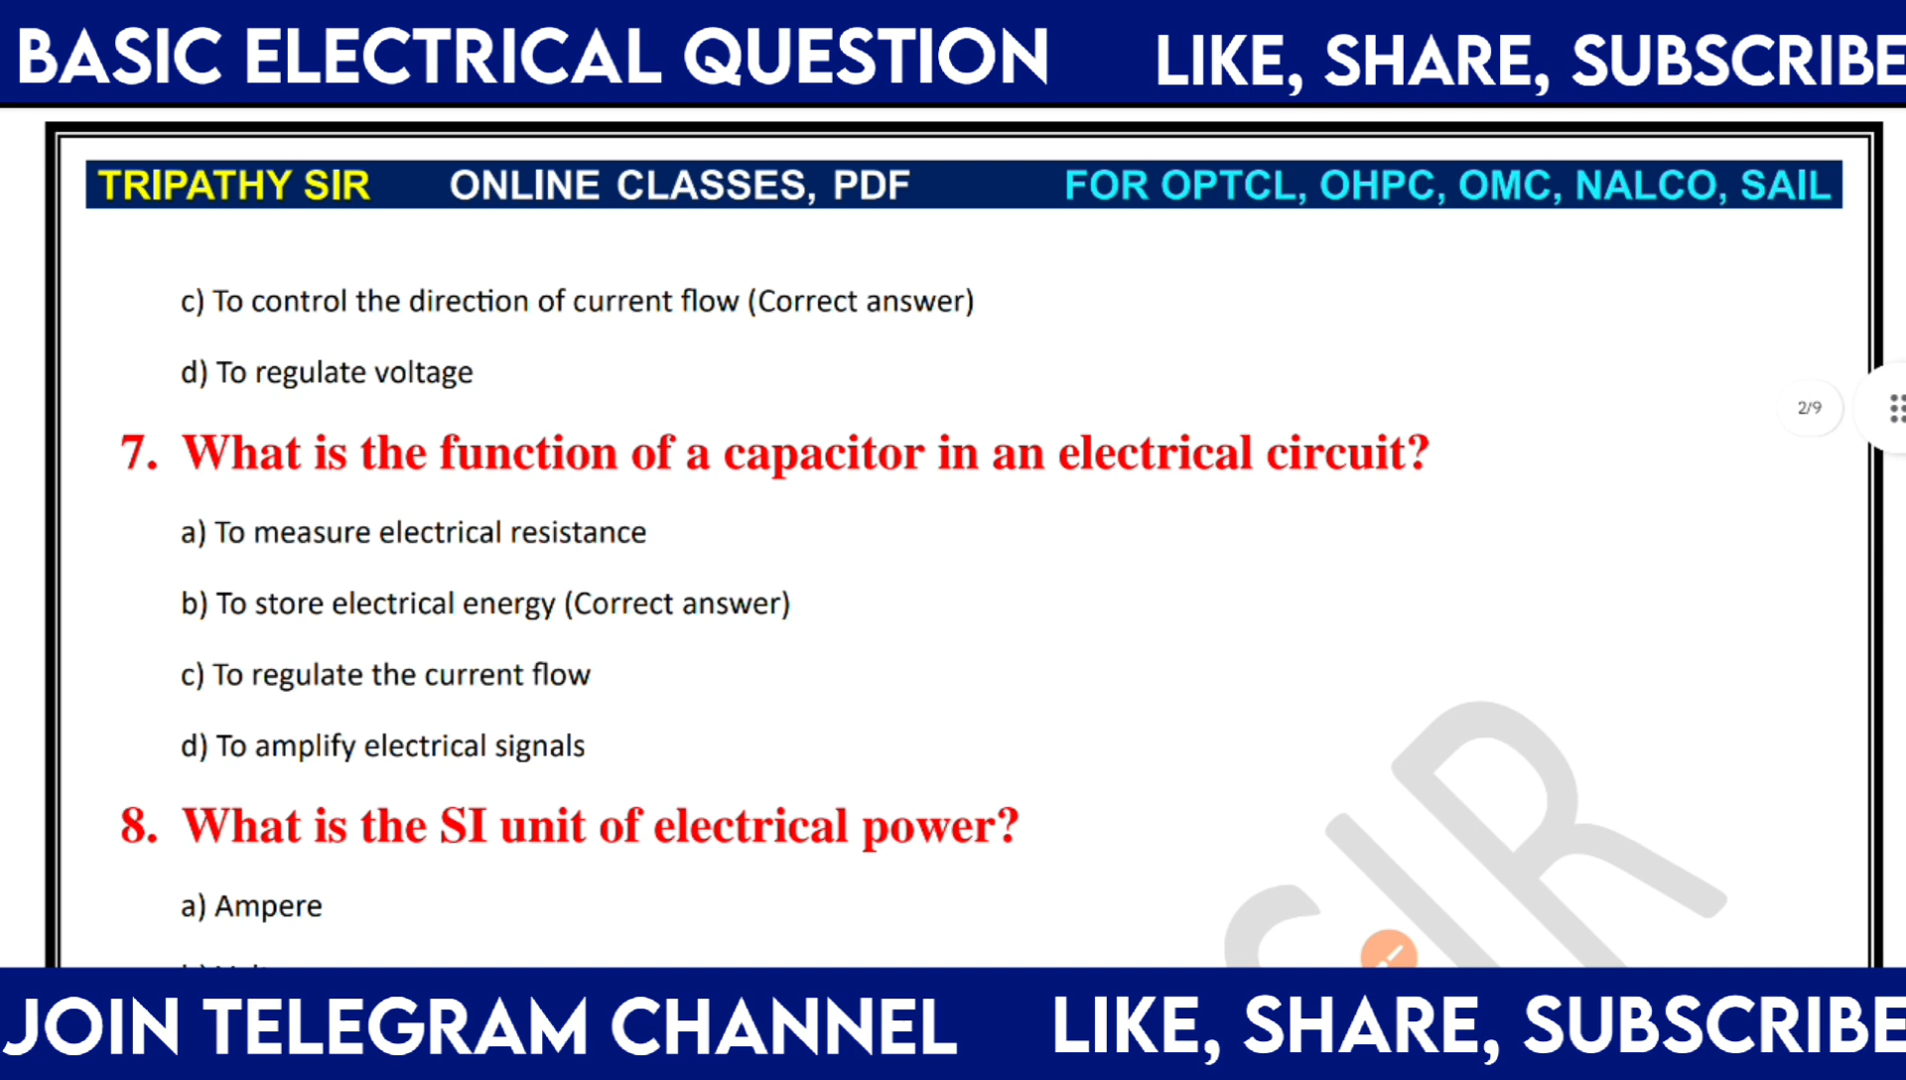 BASIC ELECTRICAL QUESTION LIKE, SHARE, SUBSCRIBE
TRIPATHY SIR ONLINE CLASSES, PDF FOR OPTCL, OHPC, OMC, NALCO, SAIL
c) To control the direction of current flow (Correct answer)
d) To regulate voltage
2/9
7. What is the function of a capacitor in an electrical circuit?
a) To measure electrical resistance
b) To store electrical energy (Correct answer)
c) To regulate the current flow
d) To amplify electrical signals
8. What is the SI unit of electrical power?
a) Ampere
SIR
JOIN TELEGRAM CHANNEL LIKE, SHARE, SUBSCRIBE